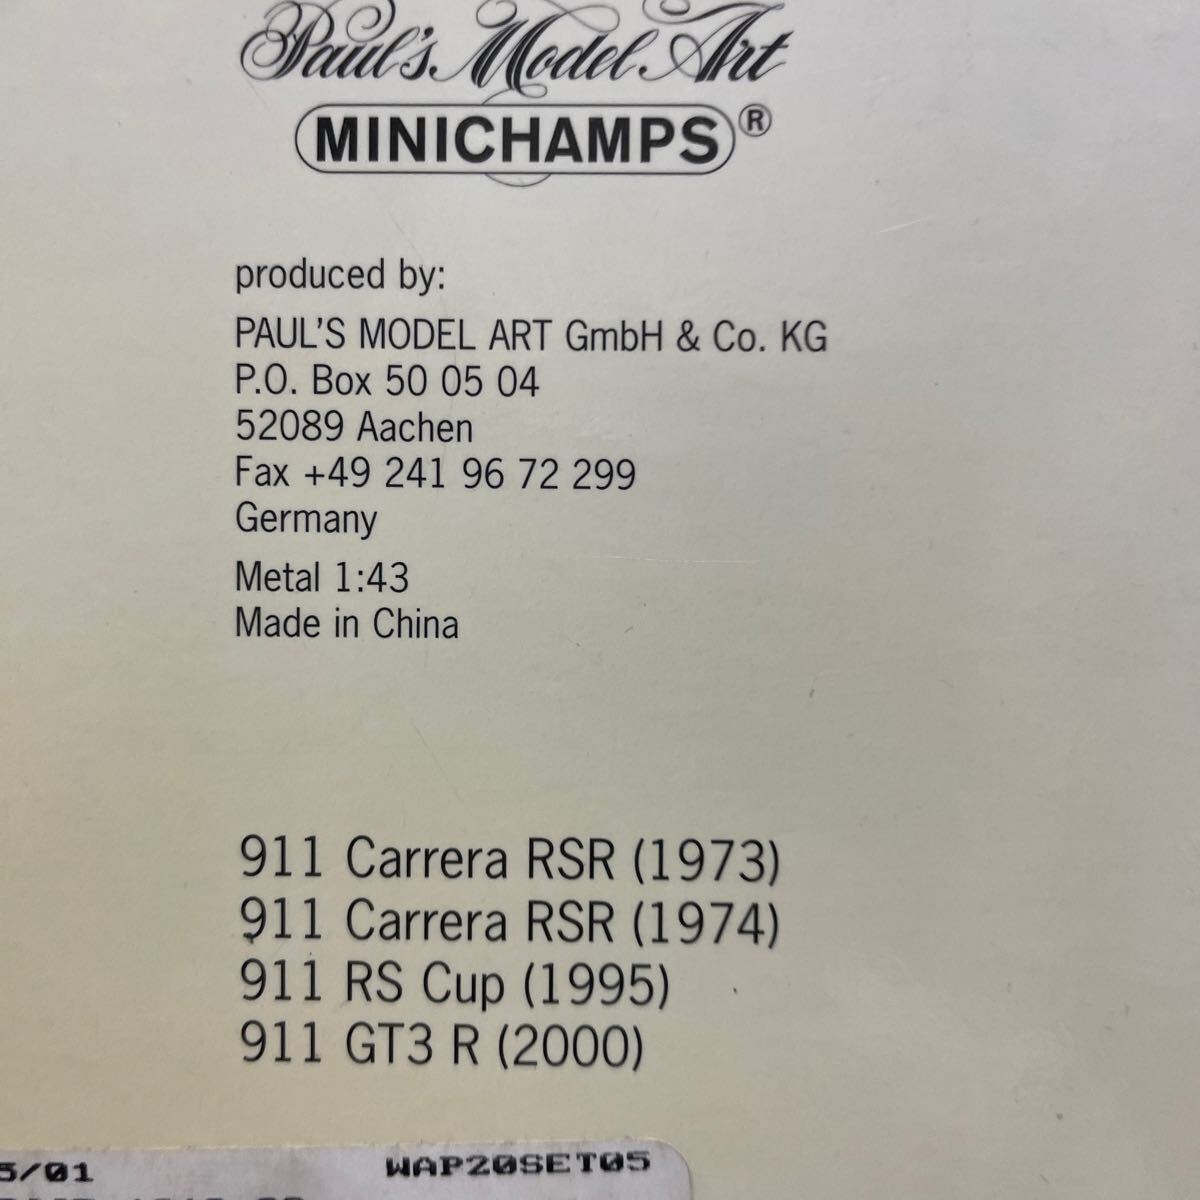 Paul's Model Art
MINICHAMPS®
produced by:
PAUL'S MODEL ART GmbH & Co. KG
P.O. Box 50 05 04
52089 Aachen
Fax +49 241 96 72 299
Germany
Metal 1:43
Made in China
911 Carrera RSR (1973)
911 Carrera RSR (1974)
911 RS Cup (1995)
911 GT3 R (2000)
5/01 WAP20SET05